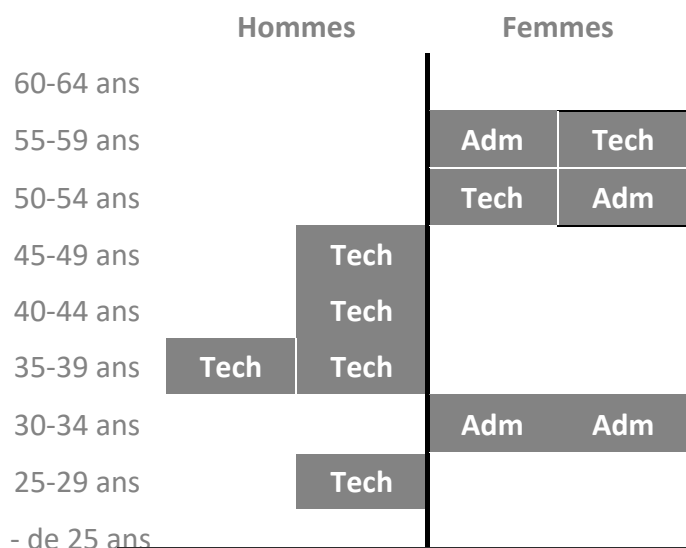 Hommes Femmes
60-64 ans
55-59 ans Adm Tech
50-54 ans Tech Adm
45-49 ans Tech
40-44 ans Tech
35-39 ans Tech Tech
30-34 ans Adm Adm
25-29 ans Tech
- de 25 ans